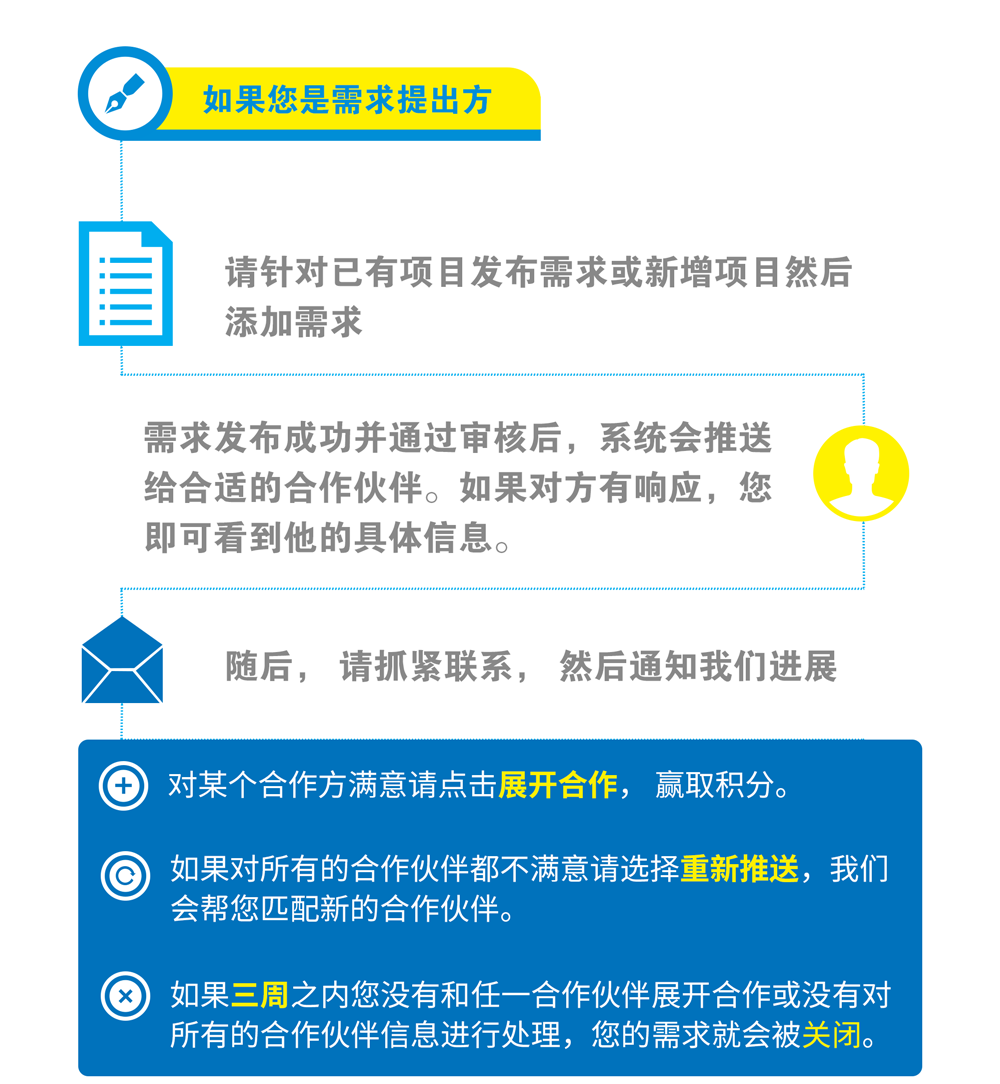 如果您是需求提出方
请针对已有项目发布需求或新增项目然后
添加需求
需求发布成功并通过审核后，系统会推送
给合适的合作伙伴。如果对方有响应，您
即可看到他的具体信息。
随后， 请抓紧联系， 然后通知我们进展
对某个合作方满意请点击展开合作， 赢取积分。
如果对所有的合作伙伴都不满意请选择重新推送，我们
会帮您匹配新的合作伙伴。
如果三周之内您没有和任一合作伙伴展开合作或没有对
所有的合作伙伴信息进行处理，您的需求就会被关闭。